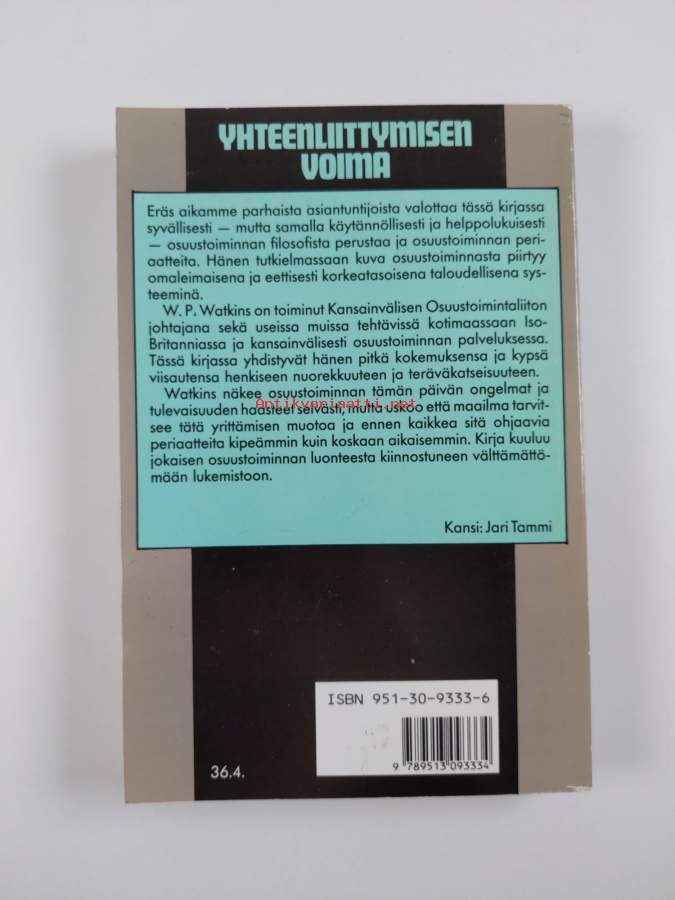 YHTEENLIITTYMISEN
VOIMA
Eräs aikamme parhaista asiantuntijoista valottaa tässä kirjassa
syvällisesti — mutta samalla käytännöllisesti ja helppolukuisesti
— osuustoiminnan filosofista perustaa ja osuustoiminnan peri-
aatteita. Hänen tutkielmassaan kuva osuustoiminnasta piirtyy
omaleimaisena ja eettisesti korkeatasoisena taloudellisena sys-
teeminä.
W. P. Watkins on toiminut Kansainvälisen Osuustoimintaliiton
johtajana sekä useissa muissa tehtävissä kotimaassaan Iso-
Britanniassa ja kansainvälisesti osuustoiminnan palveluksessa.
Tässä kirjassa yhdistyvät hänen pitkä kokemuksensa ja kypsä
viisautensa henkiseen nuorekkuuteen ja teräväkatseisuuteen.
Watkins näkee osuustoiminnan tämän päivän ongelmat ja
Antikvariaatti.net
tulevaisuuden haasteet selvästi, mutta uskoo että maailma tarvit-
see tätä yrittämisen muotoa ja ennen kaikkea sitä ohjaavia
periaatteita kipeämmin kuin koskaan aikaisemmin. Kirja kuuluu
jokaisen osuustoiminnan luonteesta kiinnostuneen välttämättö-
mään lukemistoon.
Kansi: Jari Tammi
ISBN 951-30-9333-6
9 789513 093334
36.4.